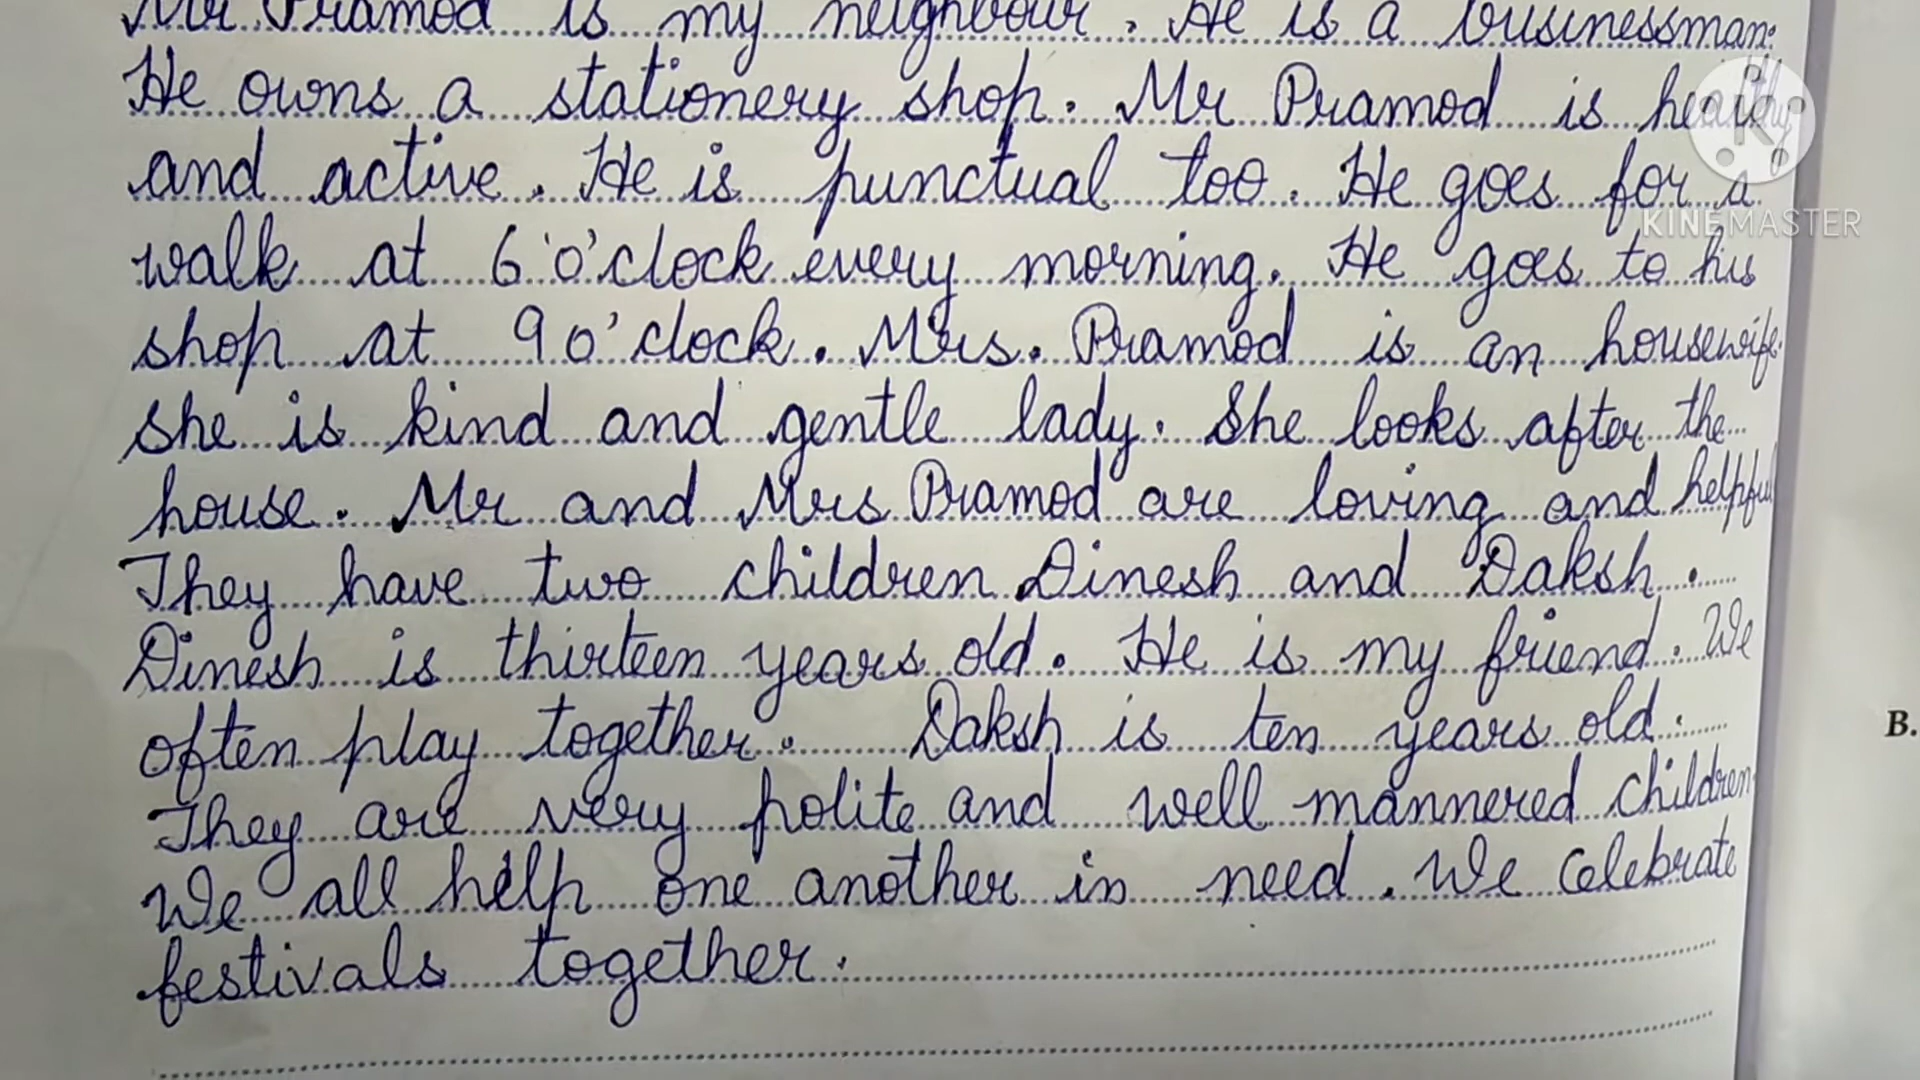 Mr Pramod is my neighbour. He is a businessman.
He owns a stationery shop. Mr Pramod is healthy
and active. He is punctual too. He goes for a
walk at 6 'o'clock every morning. He goes to his
shop at 9 o'clock. Mrs. Pramod is an housewife.
she is kind and gentle lady. She looks after the
house. Mr and Mrs Pramod are loving and helpful
They have two children Dinesh and Daksh.
Dinesh is thirteen years old. He is my friend. We
often play together. Daksh is ten years old.
They are very polite and well mannered children.
We all help one another in need. We celebrate
festivals together.
B.
KINEMASTER